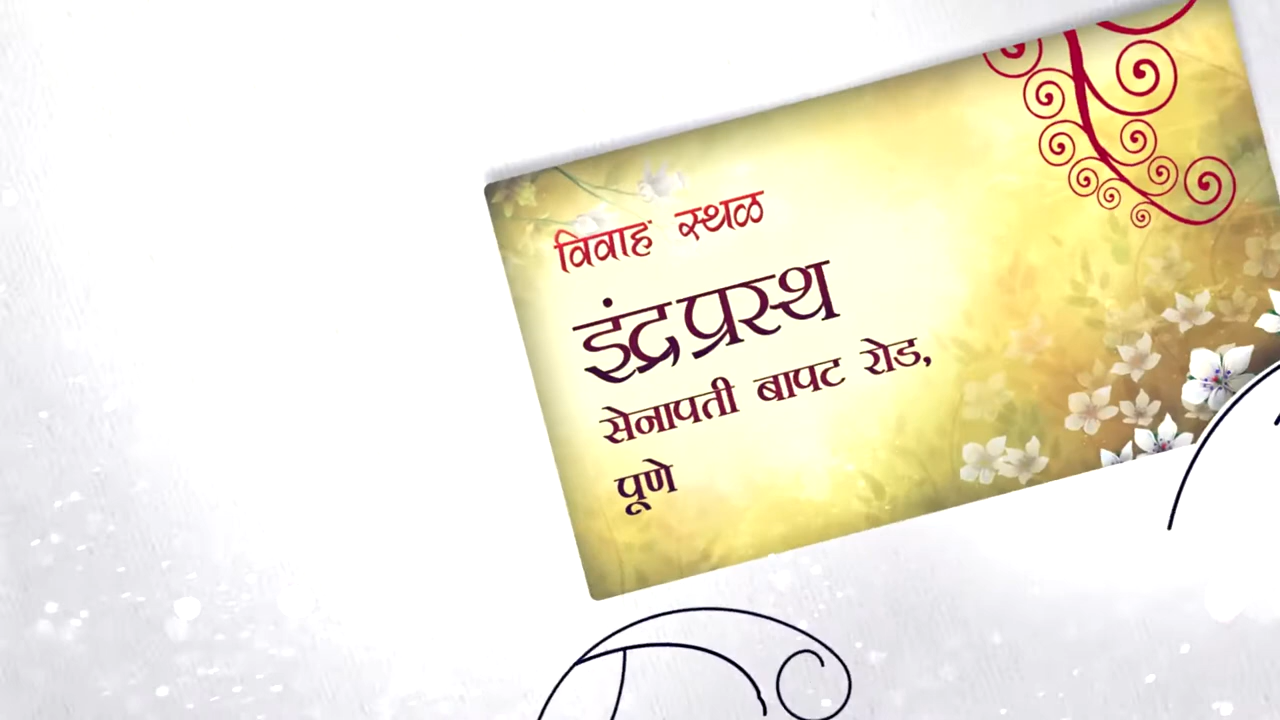 विवाह स्थळ
इंद्रप्रस्थ
सेनापती बापट रोड,
पूणे